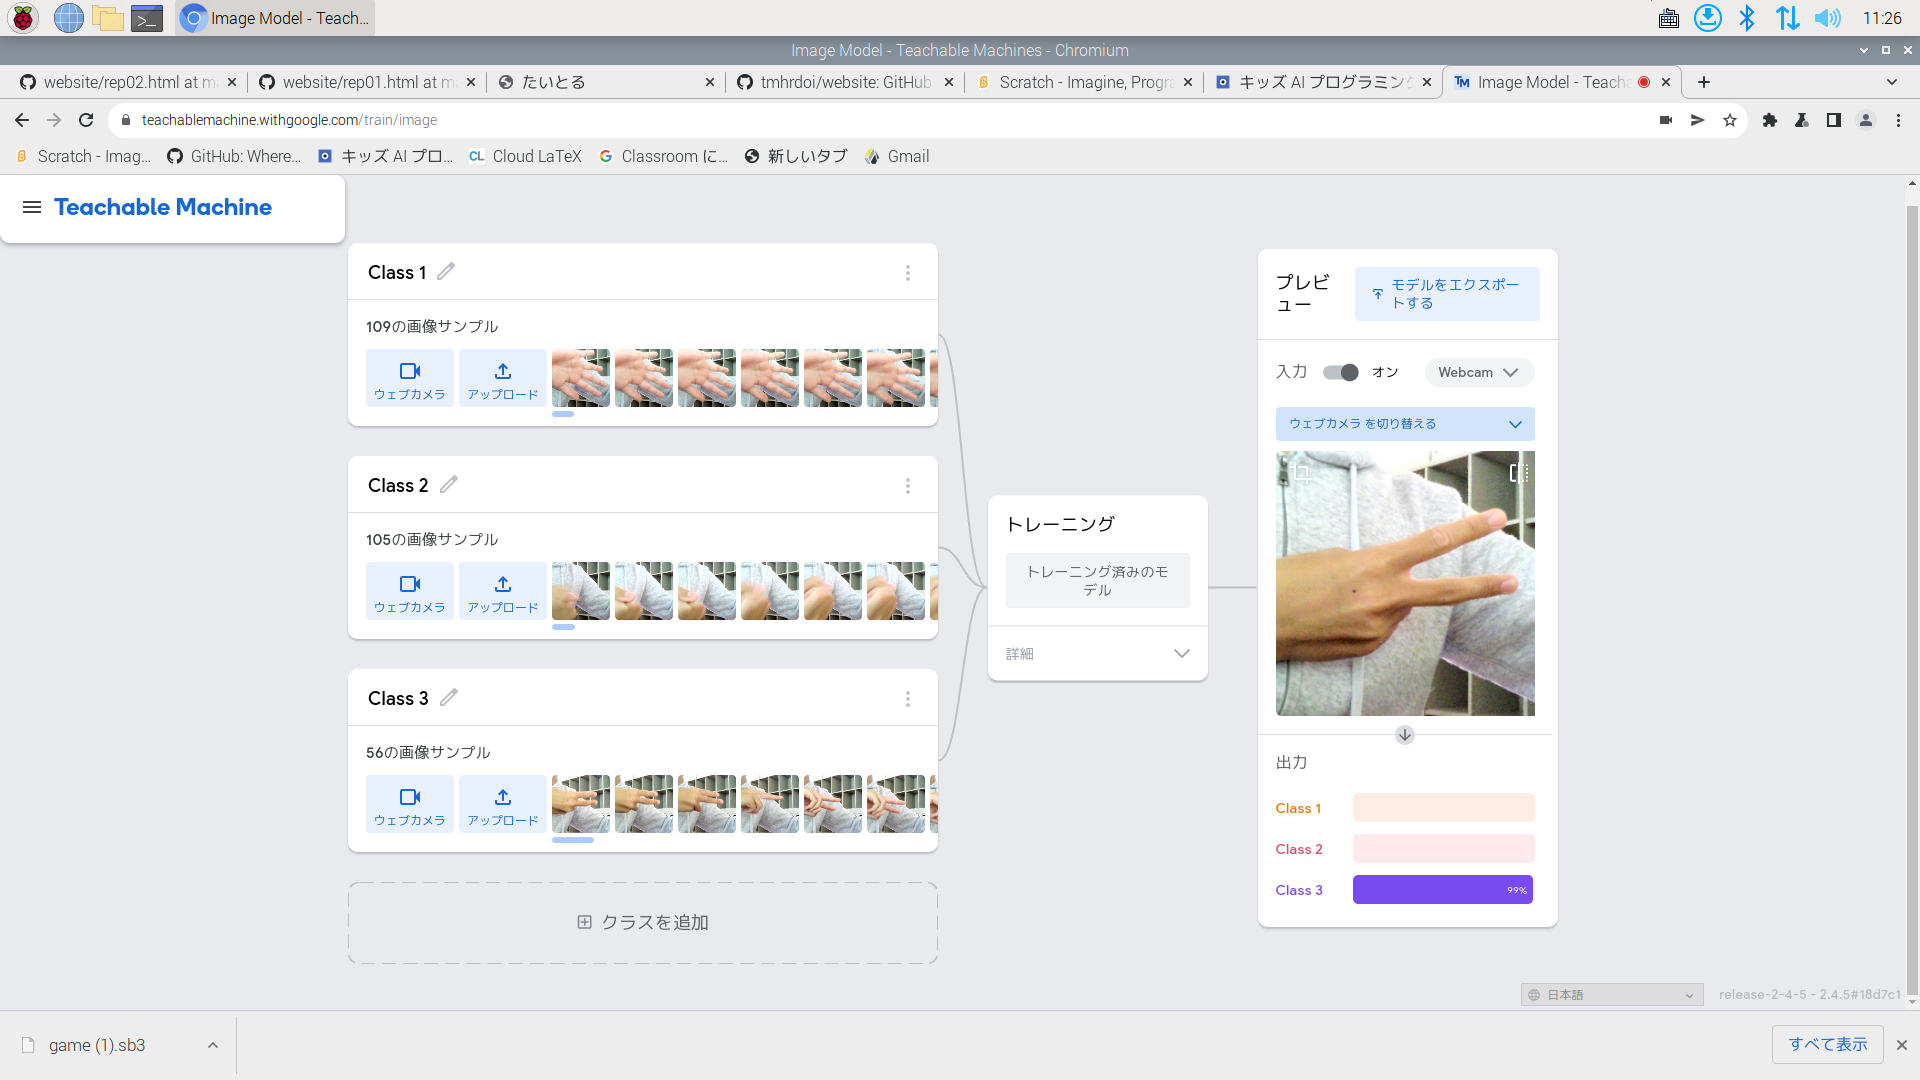 Image Model - Teach...
11:26
Image Model - Teachable Machines - Chromium
website/rep02.html at m
website/rep01.html at m
たいとる
tmhrdoi/website: GitHub
Scratch - Imagine, Progr
キッズ AI プログラミング
Image Model - Teach
teachablemachine.withgoogle.com/train/image
Scratch - Imag...
GitHub: Where...
キッズ AI プロ...
CL Cloud LaTeX
Classroom に...
新しいタブ
Gmail
Teachable Machine
Class 1
109の画像サンプル
ウェブカメラ
アップロード
Class 2
105の画像サンプル
ウェブカメラ
アップロード
Class 3
56の画像サンプル
ウェブカメラ
アップロード
クラスを追加
トレーニング
トレーニング済みのモ
デル
詳細
プレビ
ュー
モデルをエクスポー
トする
入力
オン
Webcam
ウェブカメラ を切り替える
出力
Class 1
Class 2
Class 3
99%
日本語
release-2-4-5 - 2.4.5#18d7c1
game (1).sb3
すべて表示